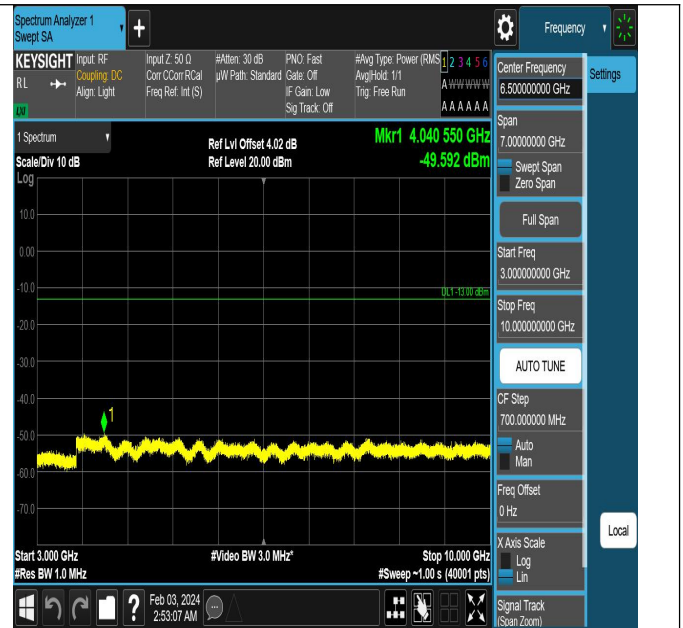 Spectrum Analyzer 1
Swept SA
+
Frequency
KEYSIGHT
RL
LXI
Input: RF
Coupling: DC
Align: Light
Input Z: 50 Ω
Corr CCorr RCal
Freq Ref: Int (S)
#Atten: 30 dB
µW Path: Standard
PNO: Fast
Gate: Off
IF Gain: Low
Sig Track: Off
#Avg Type: Power (RMS
Avg|Hold: 1/1
Trig: Free Run
1 2 3 4 5 6
A W W W W W
A A A A A A
1 Spectrum
Scale/Div 10 dB
Log
Ref Lvl Offset 4.02 dB
Ref Level 20.00 dBm
Mkr1 4.040 550 GHz
-49.592 dBm
10.0
0.00
-10.0
DL1 -13.00 dBm
-20.0
-30.0
-40.0
1
-50.0
-60.0
-70.0
Start 3.000 GHz
#Video BW 3.0 MHz*
Stop 10.000 GHz
#Res BW 1.0 MHz
#Sweep ~1.00 s (40001 pts)
Center Frequency
6.500000000 GHz
Settings
Span
7.00000000 GHz
Swept Span
Zero Span
Full Span
Start Freq
3.000000000 GHz
Stop Freq
10.000000000 GHz
AUTO TUNE
CF Step
700.000000 MHz
Auto
Man
Freq Offset
0 Hz
X Axis Scale
Log
Lin
Local
Signal Track
(Span Zoom)
?
Feb 03, 2024
2:53:07 AM